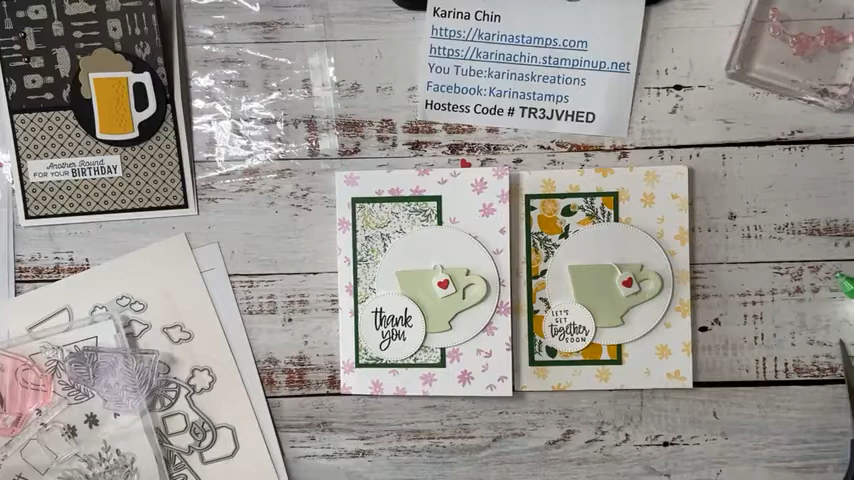 Karina Chin
https://karinastamps.com
https://karinachin.stampinup.net
You Tube:karinaskreations
Facebook:Karinastamps
Hostess Code # TR3JVHED
Another Round
FOR YOUR BIRTHDAY
thank
you
LET'S
GET
together
SOON